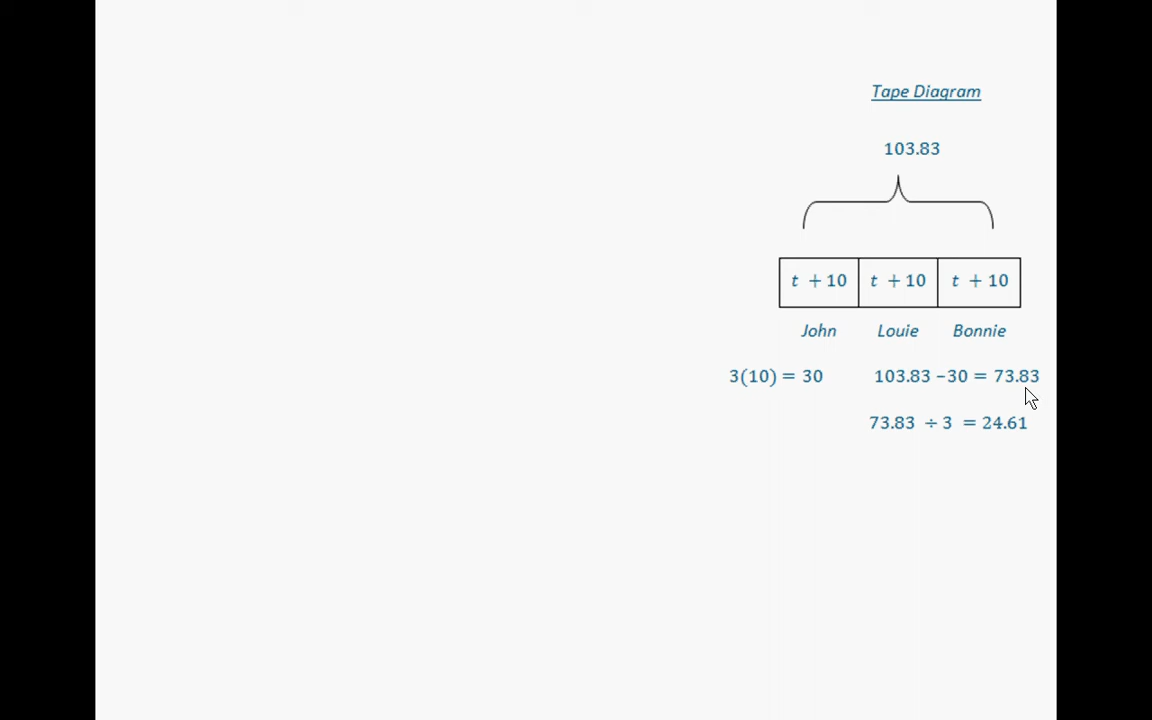 Tape Diagram
103.83
t + 10 t + 10 t + 10
John Louie Bonnie
3(10) = 30 103.83 – 30 = 73.83
73.83 ÷ 3 = 24.61